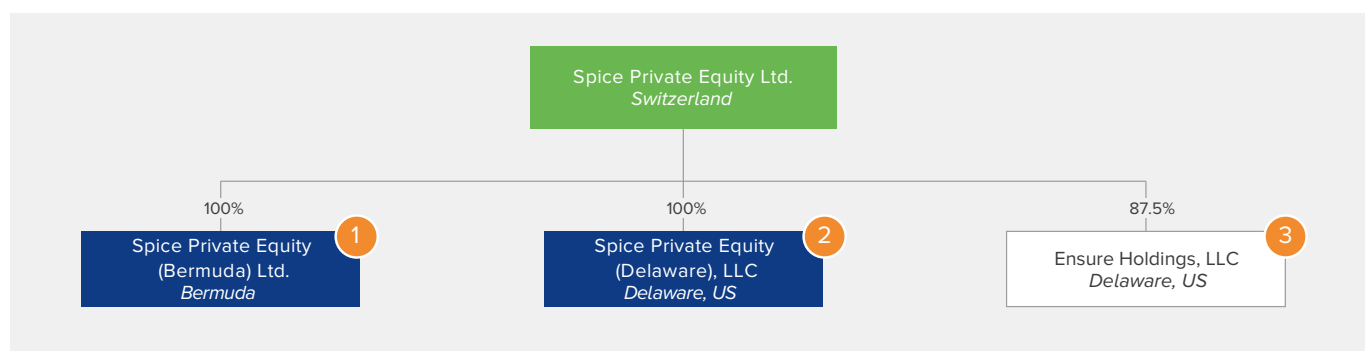 Spice Private Equity Ltd.
Switzerland
100%
100%
87.5%
1
Spice Private Equity
(Bermuda) Ltd.
Bermuda
2
Spice Private Equity
(Delaware), LLC
Delaware, US
3
Ensure Holdings, LLC
Delaware, US